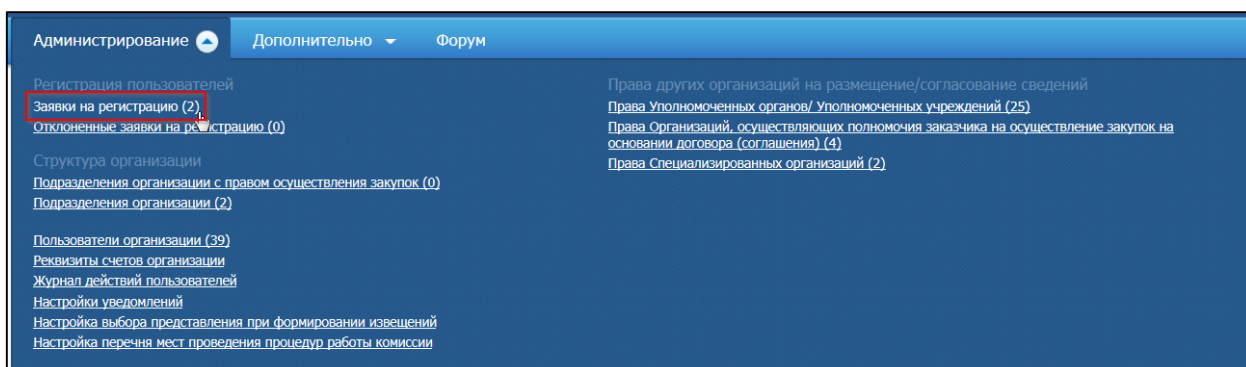 Администрирование
Дополнительно
Форум
Регистрация пользователей
Заявки на регистрацию (2)
Отклоненные заявки на регистрацию (0)
Структура организации
Подразделения организации с правом осуществления закупок (0)
Подразделения организации (2)
Пользователи организации (39)
Реквизиты счетов организации
Журнал действий пользователей
Настройки уведомлений
Настройка выбора представления при формировании извещений
Настройка перечня мест проведения процедур работы комиссии
Права других организаций на размещение/согласование сведений
Права Уполномоченных органов/ Уполномоченных учреждений (25)
Права Организаций, осуществляющих полномочия заказчика на осуществление закупок на
основании договора (соглашения) (4)
Права Специализированных организаций (2)